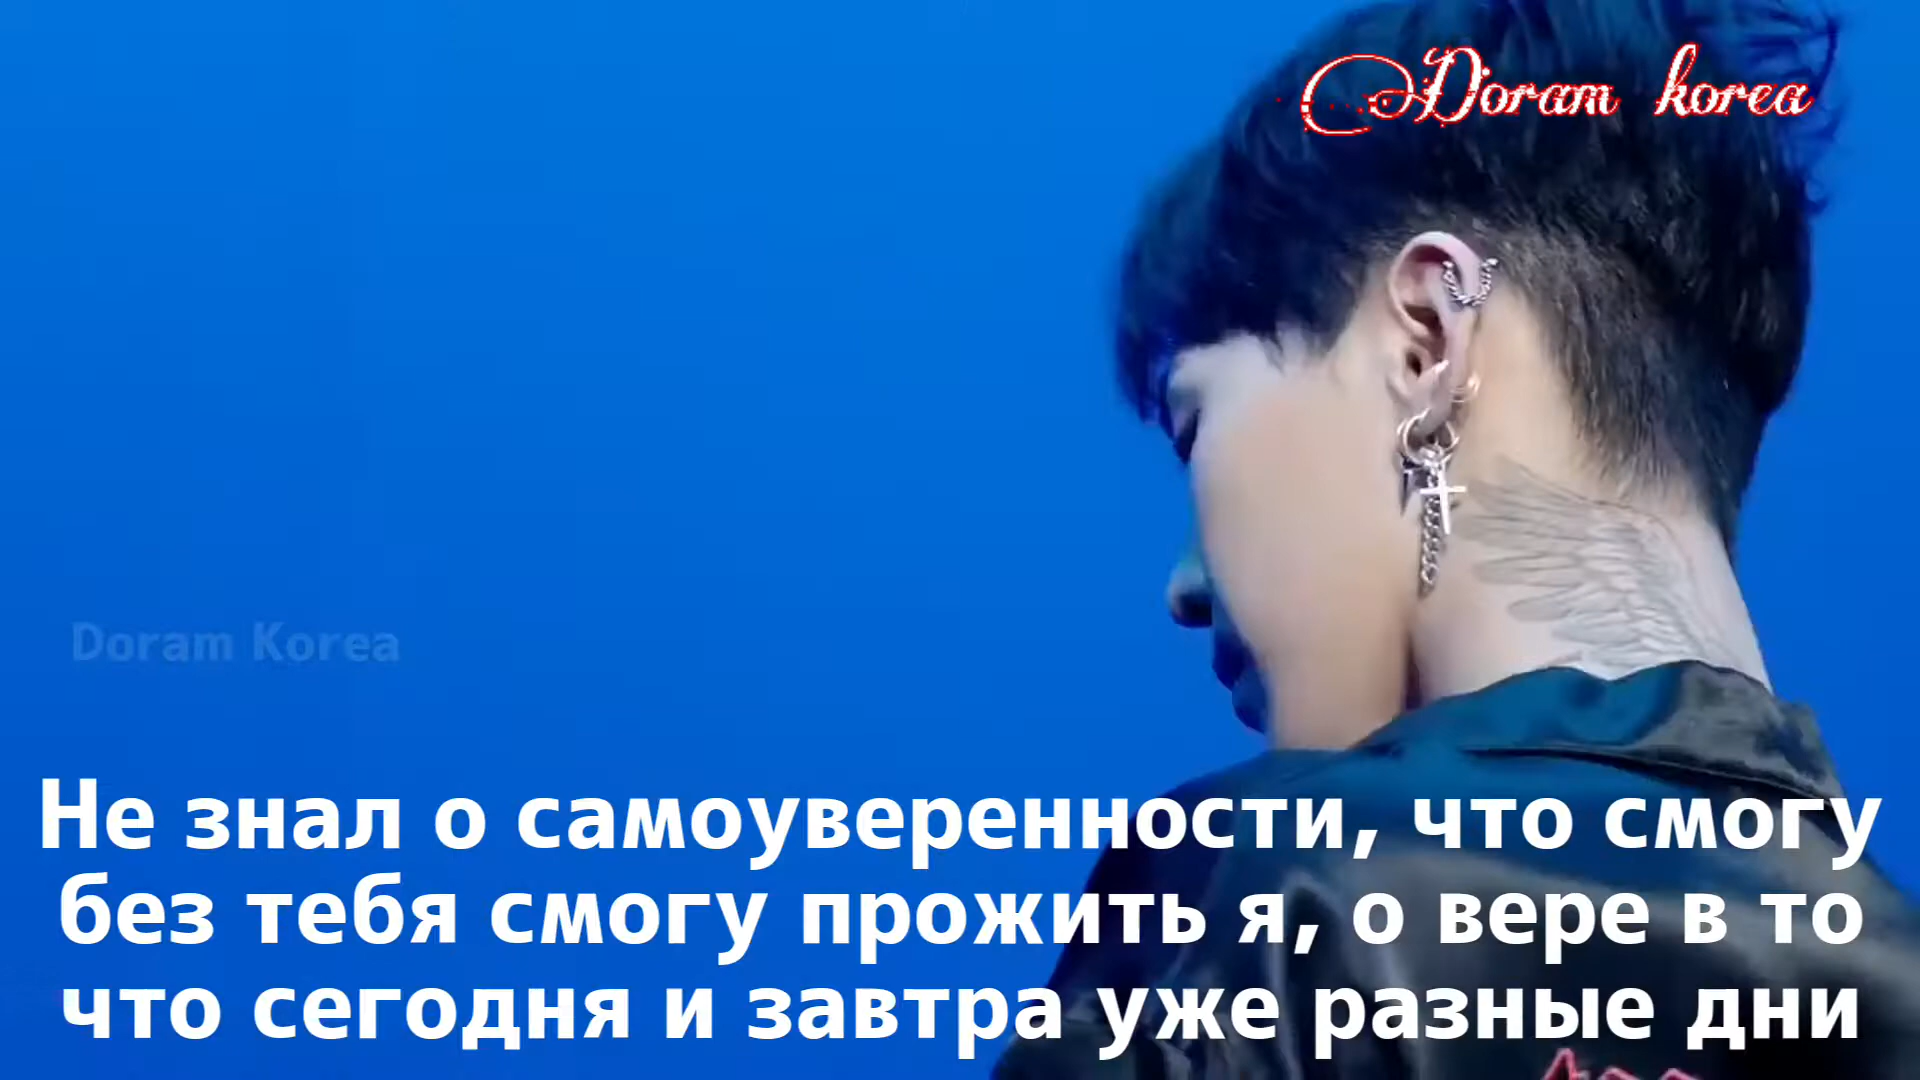 Doram korea
Doram Korea
Не знал о самоуверенности, что смогу
без тебя смогу прожить я, о вере в то
что сегодня и завтра уже разные дни